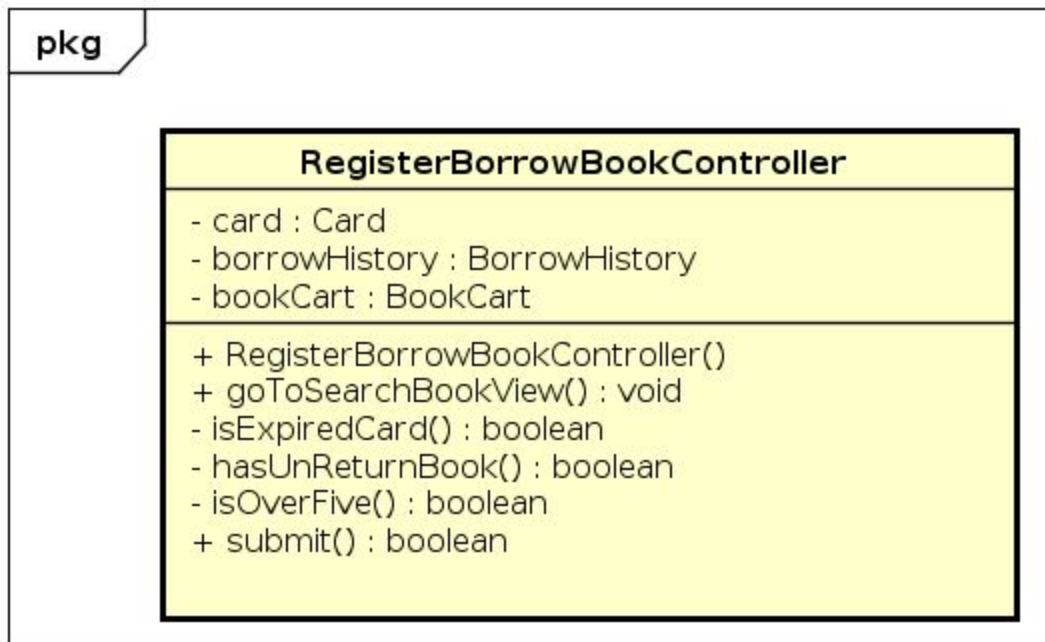 pkg
RegisterBorrowBookController
- card : Card
- borrowHistory : BorrowHistory
- bookCart : BookCart
+ RegisterBorrowBookController()
+ goToSearchBookView() : void
- isExpiredCard() : boolean
- hasUnReturnBook() : boolean
- isOverFive() : boolean
+ submit() : boolean